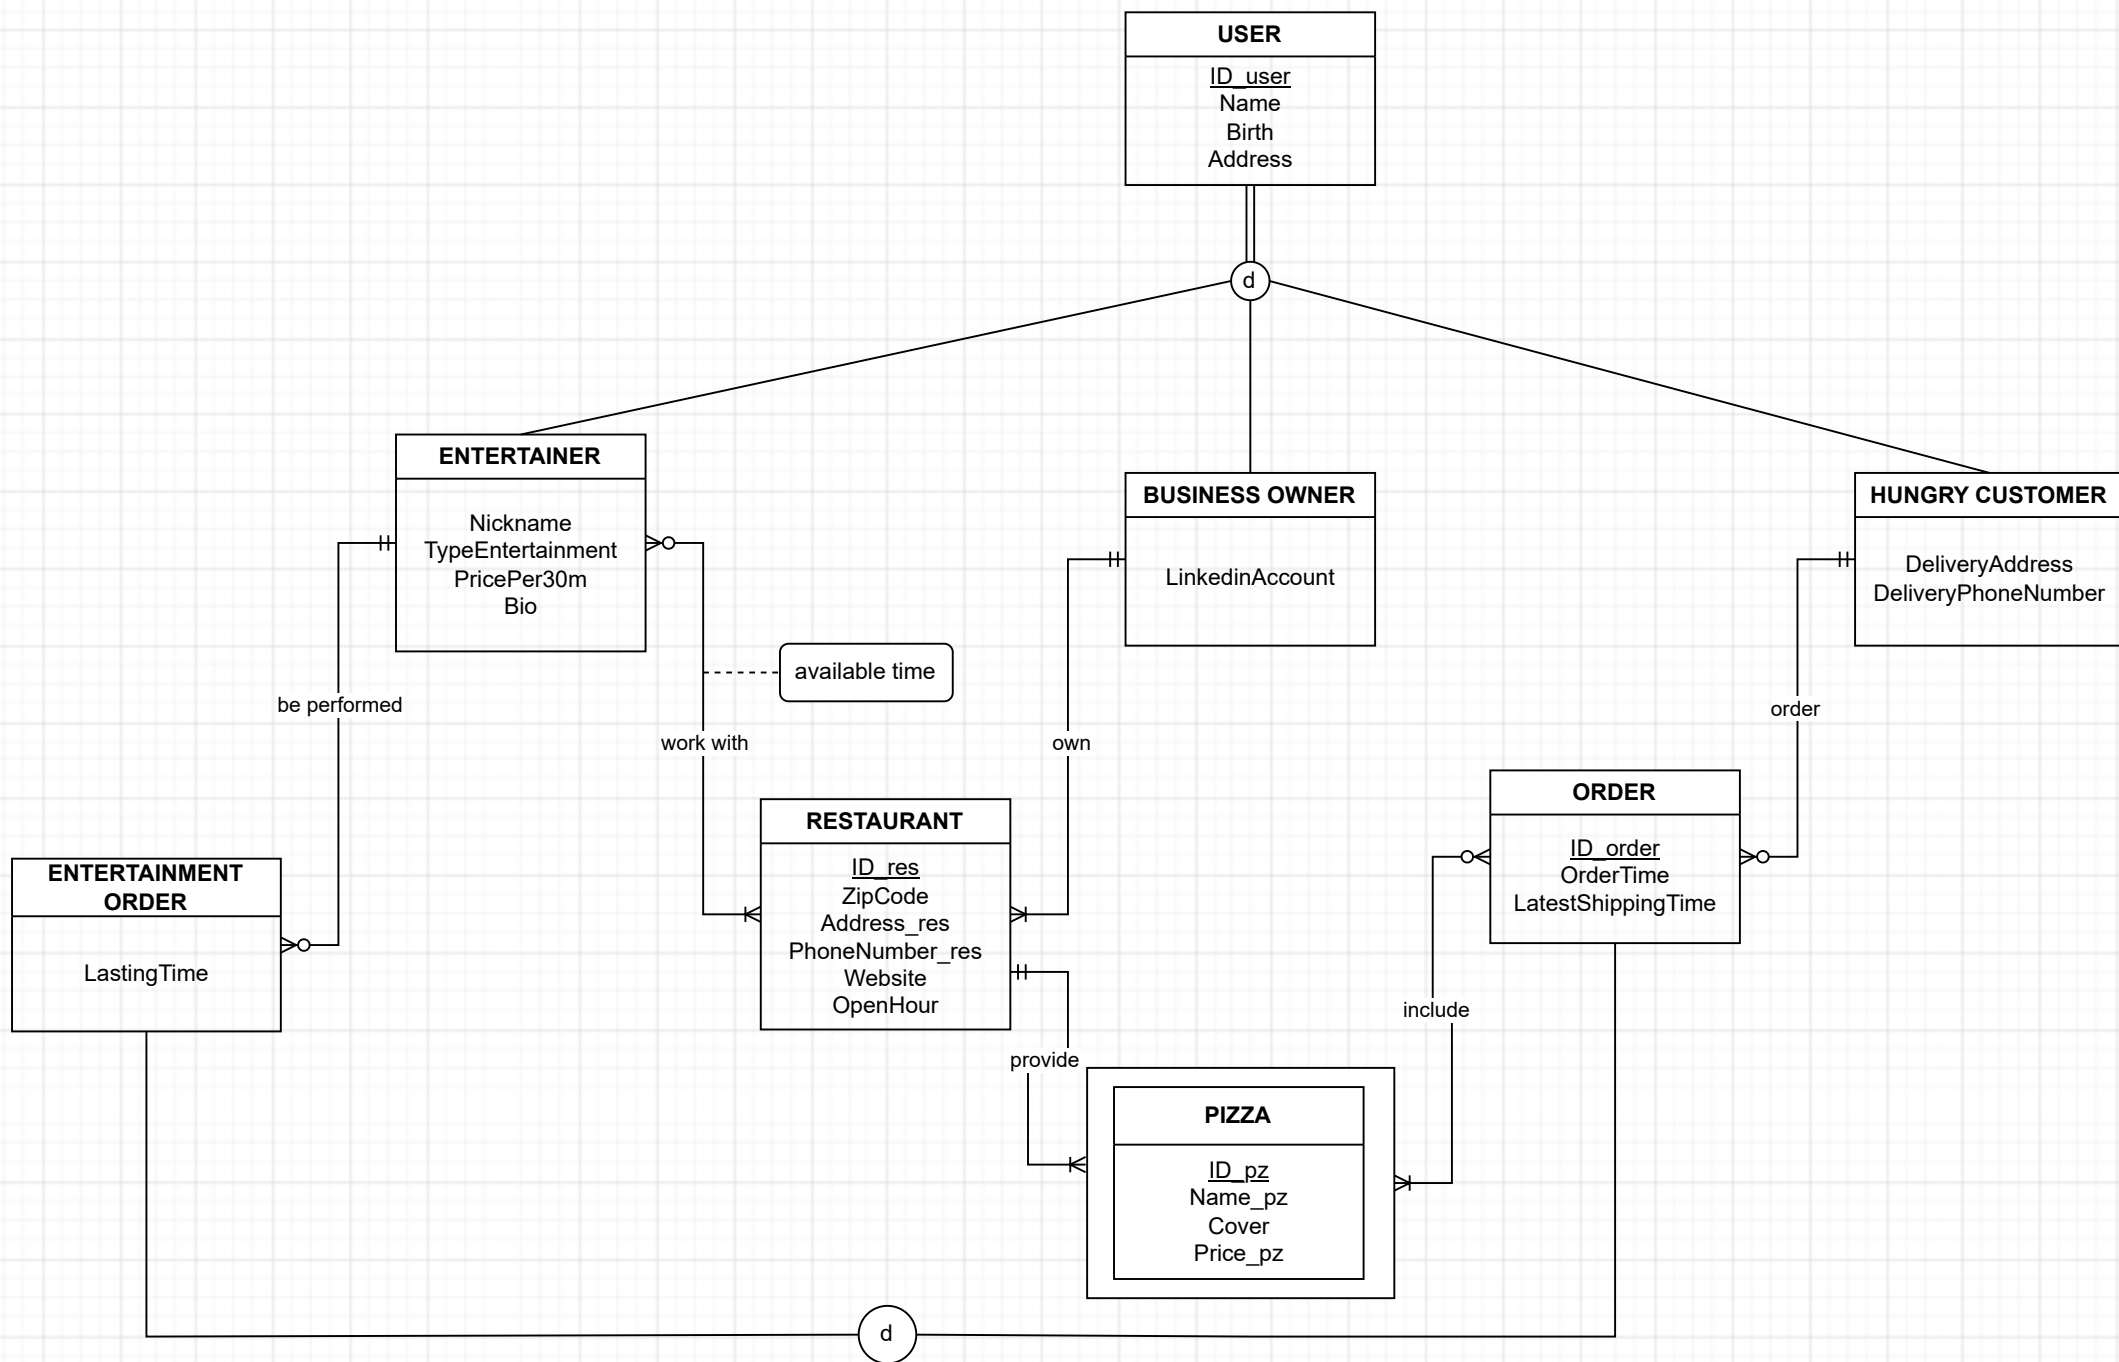 USER
ID_user
Name
Birth
Address
d
ENTERTAINER
Nickname
TypeEntertainment
PricePer30m
Bio
BUSINESS OWNER
LinkedinAccount
HUNGRY CUSTOMER
DeliveryAddress
DeliveryPhoneNumber
available time
be performed
work with
own
order
ENTERTAINMENT
ORDER
LastingTime
RESTAURANT
ID_res
ZipCode
Address_res
PhoneNumber_res
Website
OpenHour
ORDER
ID_order
OrderTime
LatestShippingTime
include
provide
PIZZA
ID_pz
Name_pz
Cover
Price_pz
d